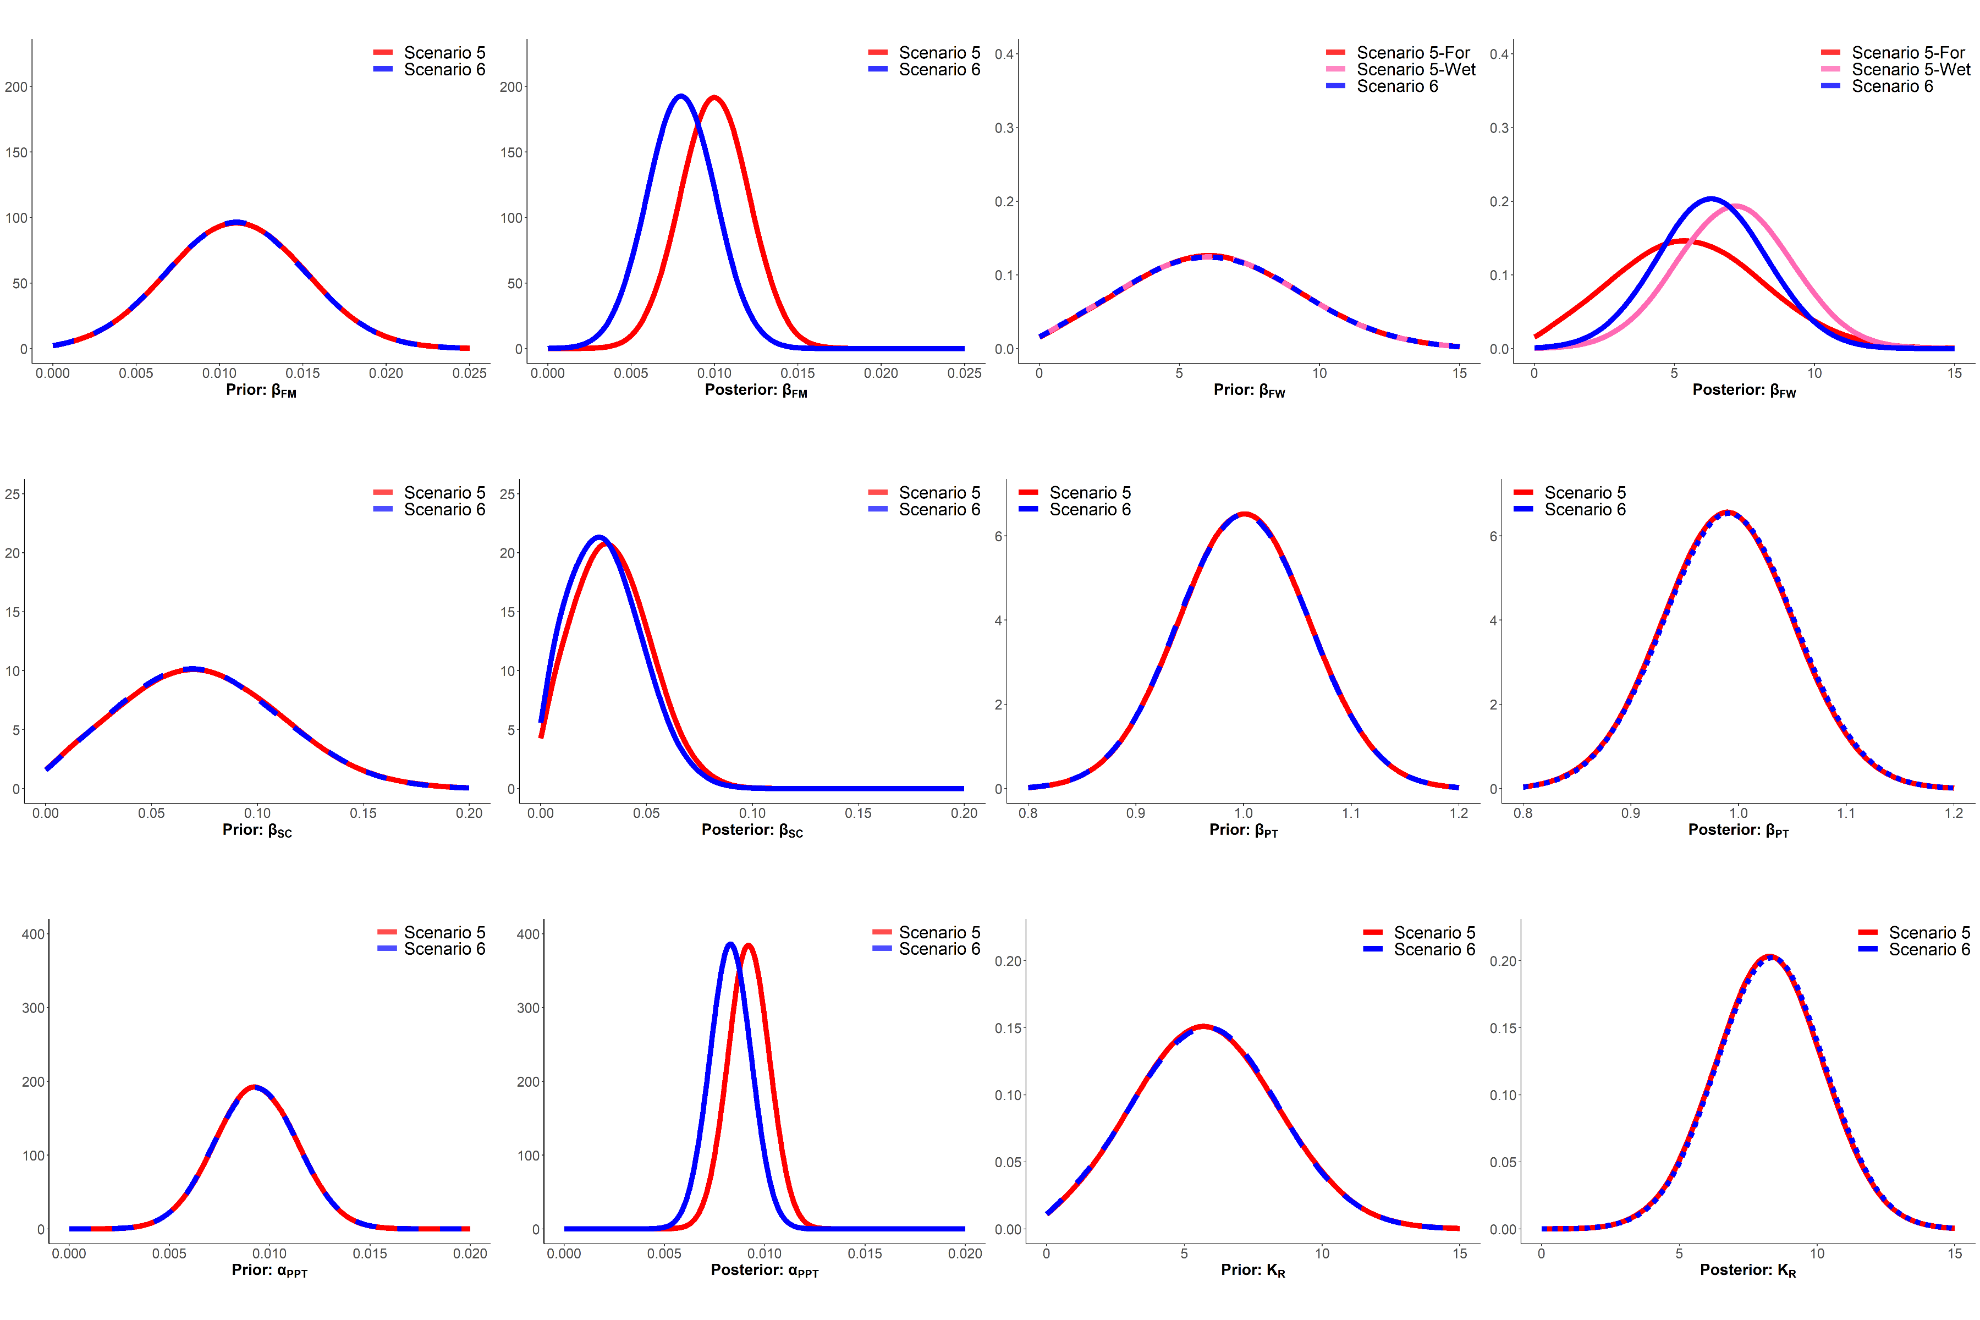 Scenario 5
Scenario 6
200
150
100
50
0
0.000 0.005 0.010 0.015 0.020 0.025
Prior: βFM
Scenario 5
Scenario 6
200
150
100
50
0
0.000 0.005 0.010 0.015 0.020 0.025
Posterior: βFM
Scenario 5-For
Scenario 5-Wet
Scenario 6
0.4
0.3
0.2
0.1
0.0
0 5 10 15
Prior: βFW
Scenario 5-For
Scenario 5-Wet
Scenario 6
0.4
0.3
0.2
0.1
0.0
0 5 10 15
Posterior: βFW
Scenario 5
Scenario 6
25
20
15
10
5
0
0.00 0.05 0.10 0.15 0.20
Prior: βSC
Scenario 5
Scenario 6
25
20
15
10
5
0
0.00 0.05 0.10 0.15 0.20
Posterior: βSC
Scenario 5
Scenario 6
6
4
2
0
0.8 0.9 1.0 1.1 1.2
Prior: βPT
Scenario 5
Scenario 6
6
4
2
0
0.8 0.9 1.0 1.1 1.2
Posterior: βPT
Scenario 5
Scenario 6
400
300
200
100
0
0.000 0.005 0.010 0.015 0.020
Prior: αPPT
Scenario 5
Scenario 6
400
300
200
100
0
0.000 0.005 0.010 0.015 0.020
Posterior: αPPT
Scenario 5
Scenario 6
0.20
0.15
0.10
0.05
0.00
0 5 10 15
Prior: KR
Scenario 5
Scenario 6
0.20
0.15
0.10
0.05
0.00
0 5 10 15
Posterior: KR